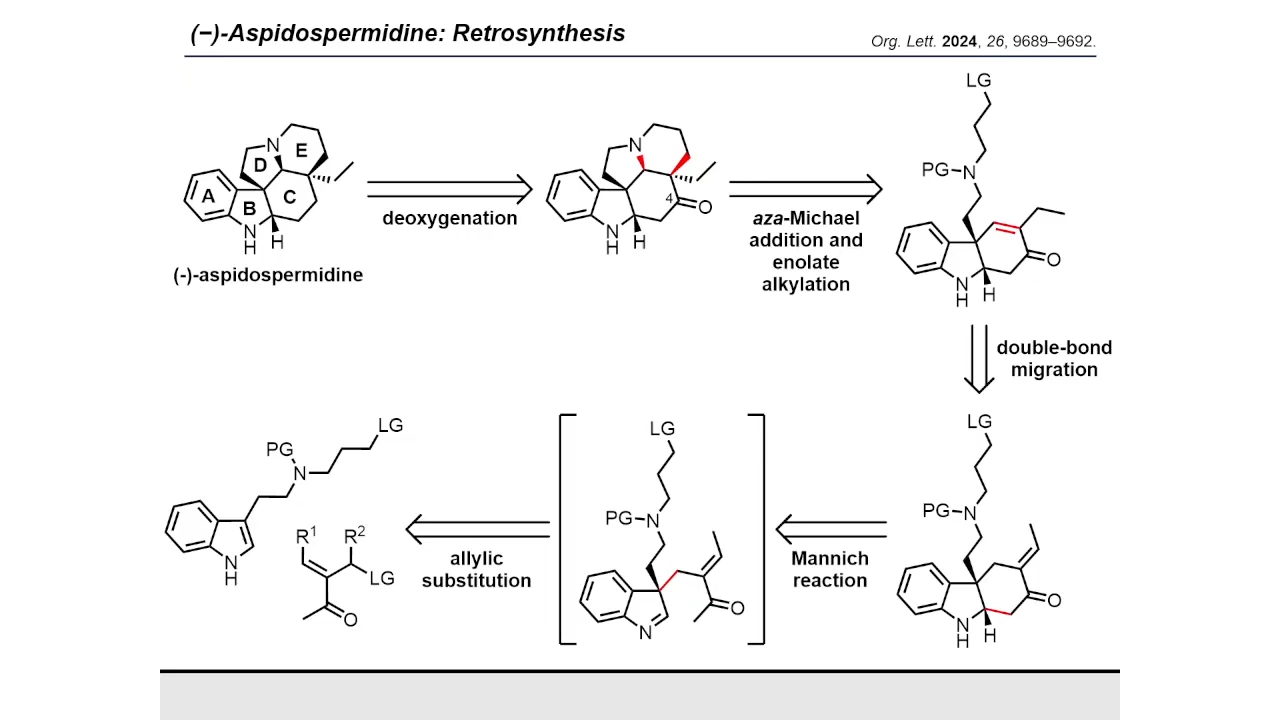 (−)-Aspidospermidine: Retrosynthesis
Org. Lett. 2024, 26, 9689–9692.
N
D
E
A
B
C
N
H
H
(-)-aspidospermidine
deoxygenation
N
4
O
N
H
H
aza-Michael
addition and
enolate
alkylation
LG
PG
N
O
N
H
H
double-bond
migration
LG
PG
N
N
H
R1
R2
LG
O
allylic
substitution
LG
PG
N
O
N
Mannich
reaction
LG
PG
N
O
N
H
H